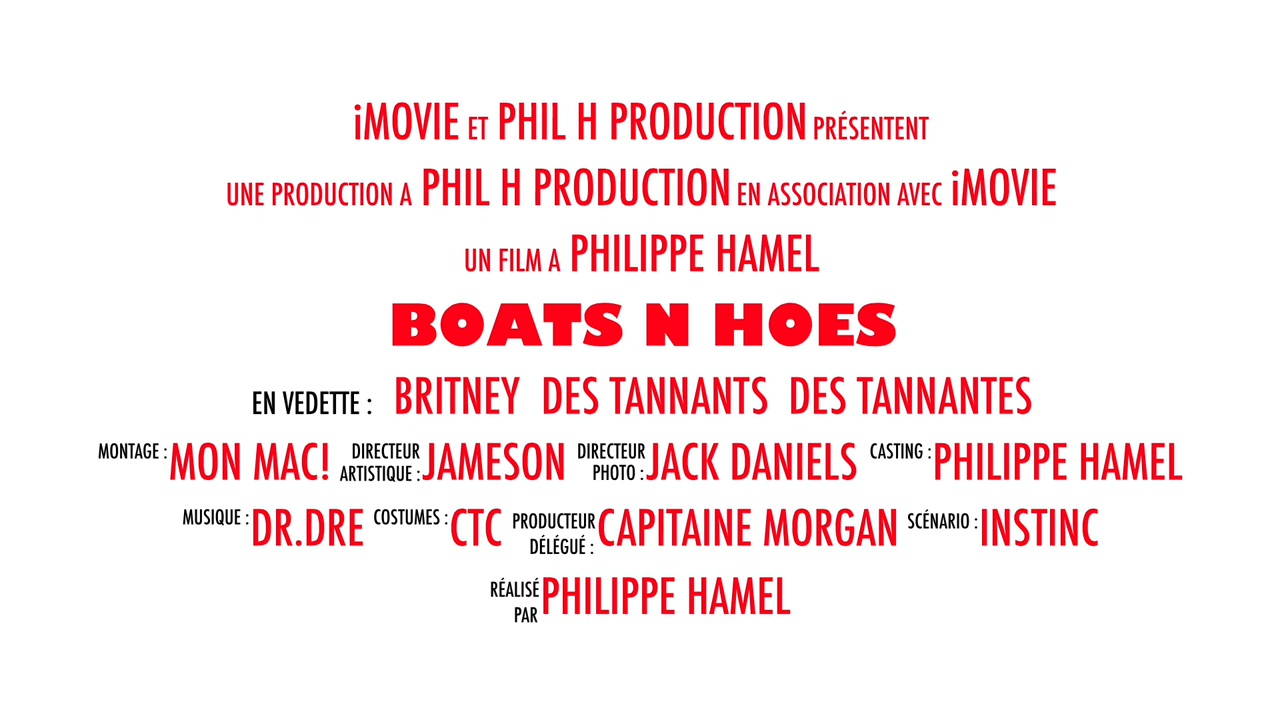 iMOVIE ET PHIL H PRODUCTION PRÉSENTENT
UNE PRODUCTION A PHIL H PRODUCTION EN ASSOCIATION AVEC iMOVIE
UN FILM A PHILIPPE HAMEL
BOATS N HOES
EN VEDETTE : BRITNEY DES TANNANTS DES TANNANTES
MONTAGE : MON MAC! DIRECTEUR ARTISTIQUE : JAMESON DIRECTEUR PHOTO : JACK DANIELS CASTING : PHILIPPE HAMEL
MUSIQUE : DR.DRE COSTUMES : CTC PRODUCTEUR DÉLÉGUÉ : CAPITAINE MORGAN SCÉNARIO : INSTINC
RÉALISÉ PAR PHILIPPE HAMEL